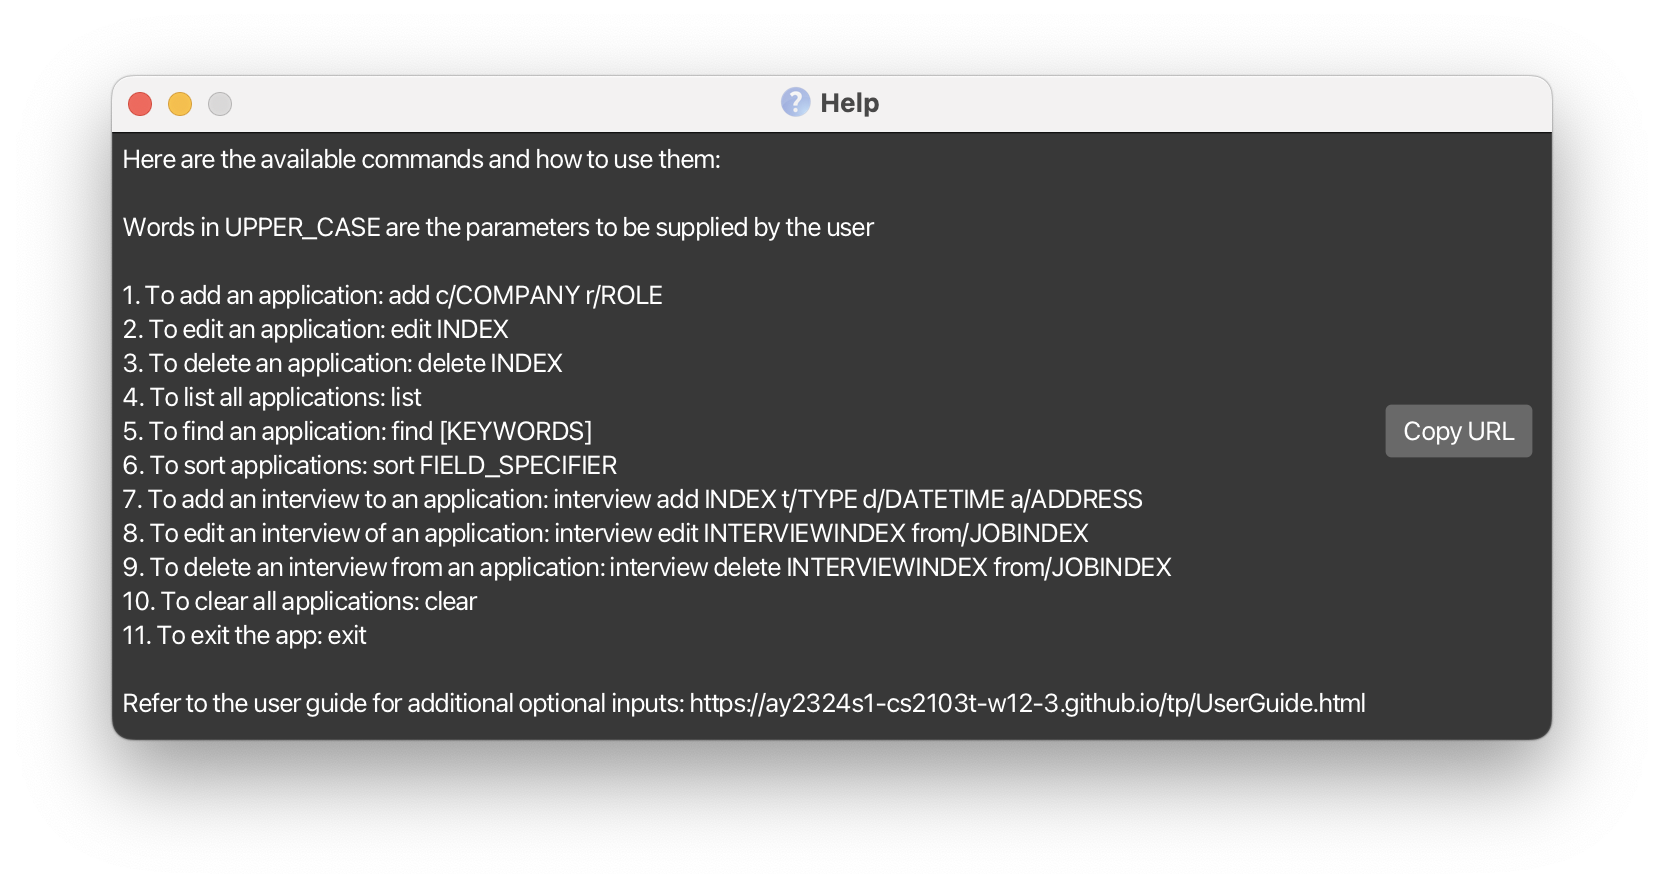 Help
Here are the available commands and how to use them:
Words in UPPER_CASE are the parameters to be supplied by the user
1. To add an application: add c/COMPANY r/ROLE
2. To edit an application: edit INDEX
3. To delete an application: delete INDEX
4. To list all applications: list
5. To find an application: find [KEYWORDS]
6. To sort applications: sort FIELD_SPECIFIER
7. To add an interview to an application: interview add INDEX t/TYPE d/DATETIME a/ADDRESS
8. To edit an interview of an application: interview edit INTERVIEWINDEX from/JOBINDEX
9. To delete an interview from an application: interview delete INTERVIEWINDEX from/JOBINDEX
10. To clear all applications: clear
11. To exit the app: exit
Refer to the user guide for additional optional inputs: https://ay2324s1-cs2103t-w12-3.github.io/tp/UserGuide.html
Copy URL